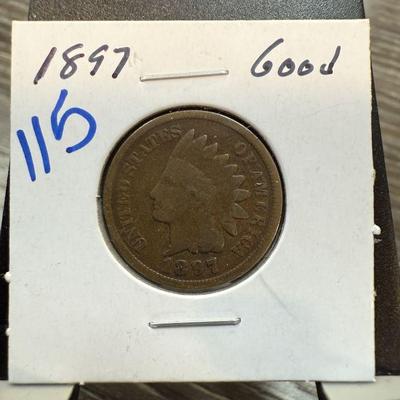 1897 Good
115
UNITED STATES OF AMERICA
1897